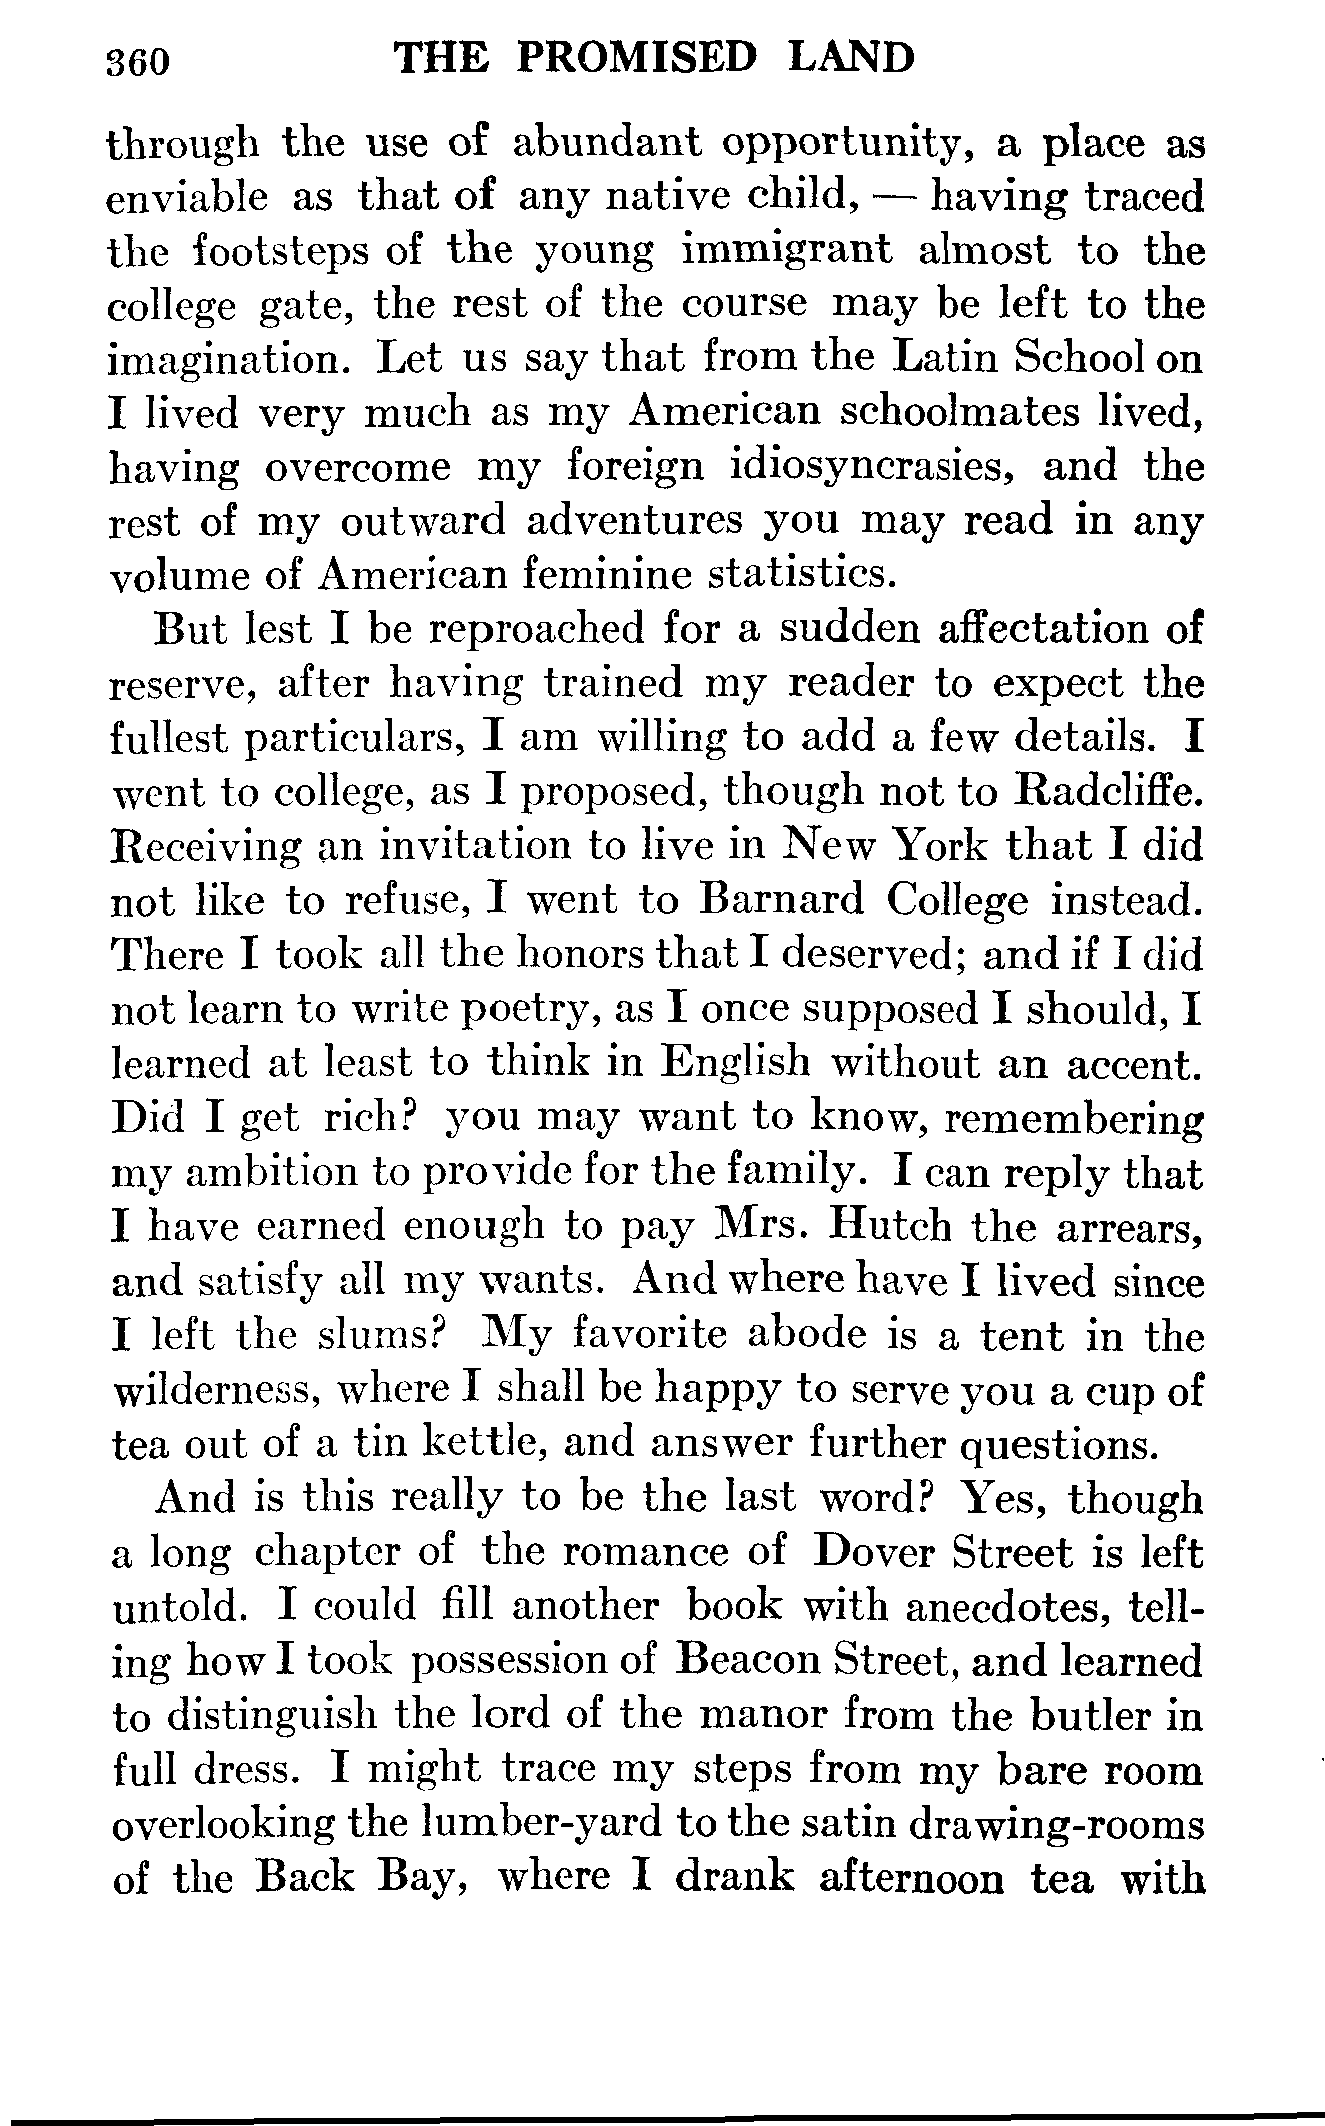 360 THE PROMISED LAND
through the use of abundant opportunity, a place as
enviable as that of any native child, — having traced
the footsteps of the young immigrant almost to the
college gate, the rest of the course may be left to the
imagination. Let us say that from the Latin School on
I lived very much as my American schoolmates lived,
having overcome my foreign idiosyncrasies, and the
rest of my outward adventures you may read in any
volume of American feminine statistics.
But lest I be reproached for a sudden affectation of
reserve, after having trained my reader to expect the
fullest particulars, I am willing to add a few details. I
went to college, as I proposed, though not to Radcliffe.
Receiving an invitation to live in New York that I did
not like to refuse, I went to Barnard College instead.
There I took all the honors that I deserved; and if I did
not learn to write poetry, as I once supposed I should, I
learned at least to think in English without an accent.
Did I get rich? you may want to know, remembering
my ambition to provide for the family. I can reply that
I have earned enough to pay Mrs. Hutch the arrears,
and satisfy all my wants. And where have I lived since
I left the slums? My favorite abode is a tent in the
wilderness, where I shall be happy to serve you a cup of
tea out of a tin kettle, and answer further questions.
And is this really to be the last word? Yes, though
a long chapter of the romance of Dover Street is left
untold. I could fill another book with anecdotes, tell-
ing how I took possession of Beacon Street, and learned
to distinguish the lord of the manor from the butler in
full dress. I might trace my steps from my bare room
overlooking the lumber-yard to the satin drawing-rooms
of the Back Bay, where I drank afternoon tea with